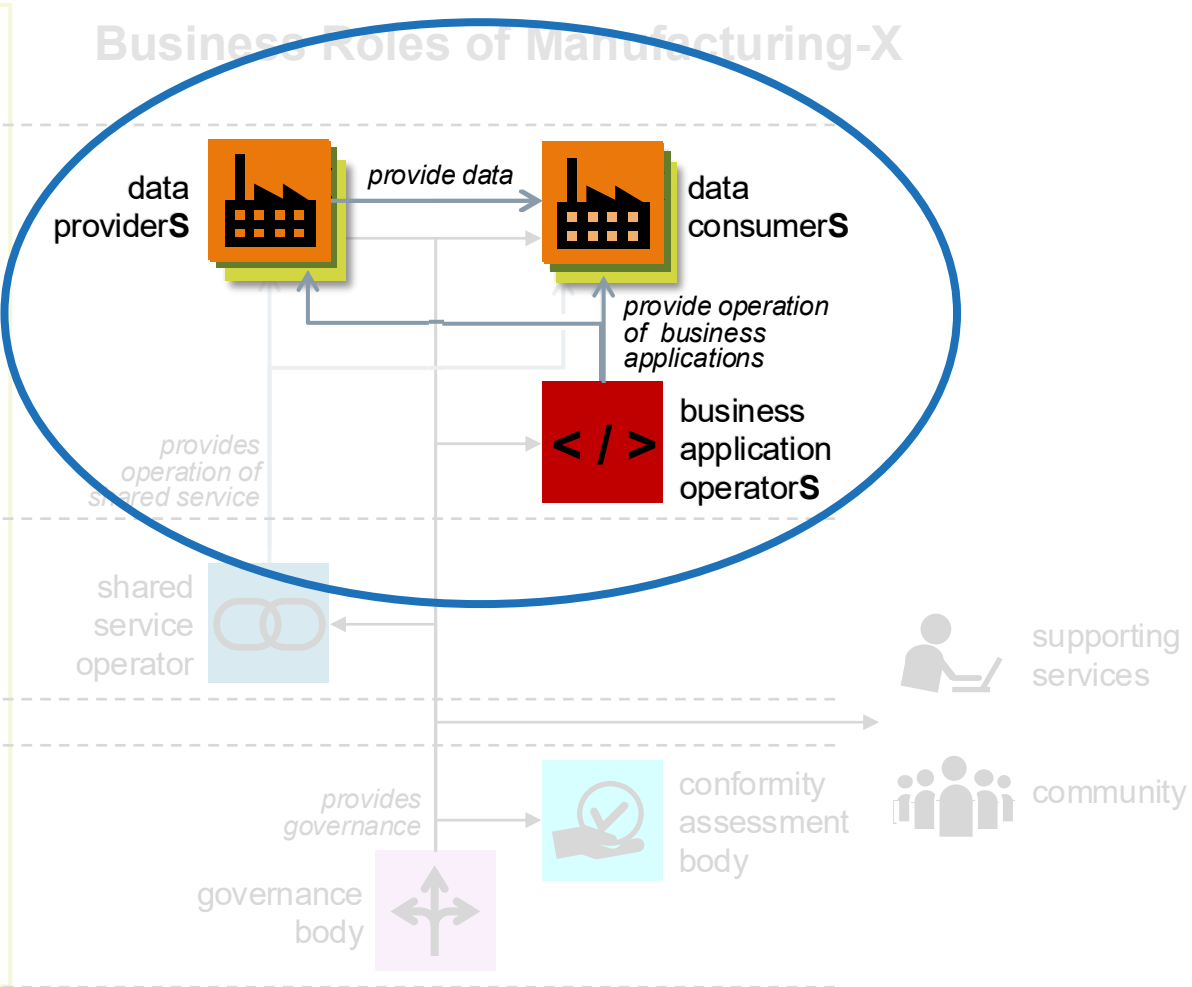 Business Roles of Manufacturing-X
data
providerS
provide data
data
consumerS
provide operation
of business
applications
</>
business
application
operatorS
provides
operation of
shared service
shared
service
operator
supporting
services
provides
governance
conformity
assessment
body
community
governance
body